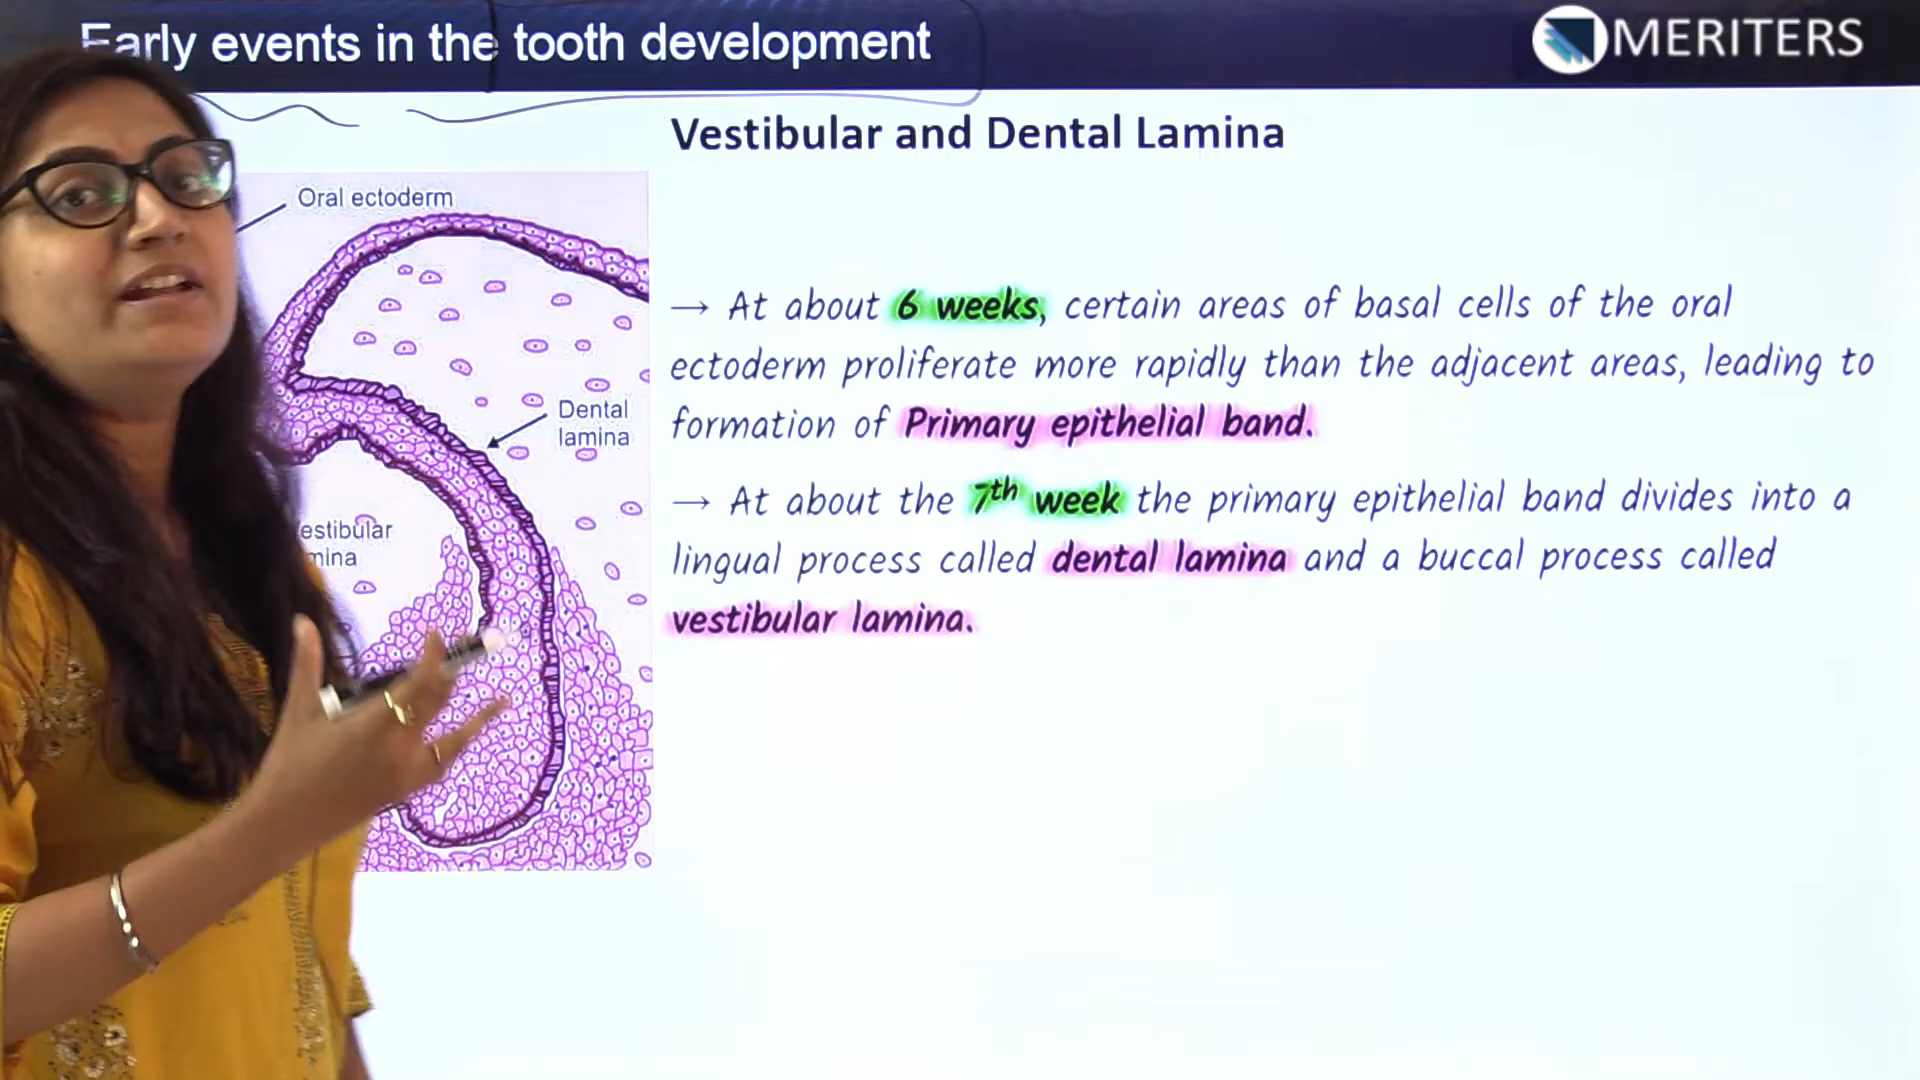 Early events in the tooth development
MERITERS
Vestibular and Dental Lamina
Oral ectoderm
Dental
lamina
estibular
mina
→ At about 6 weeks, certain areas of basal cells of the oral
ectoderm proliferate more rapidly than the adjacent areas, leading to
formation of Primary epithelial band.
→ At about the 7th week the primary epithelial band divides into a
lingual process called dental lamina and a buccal process called
vestibular lamina.